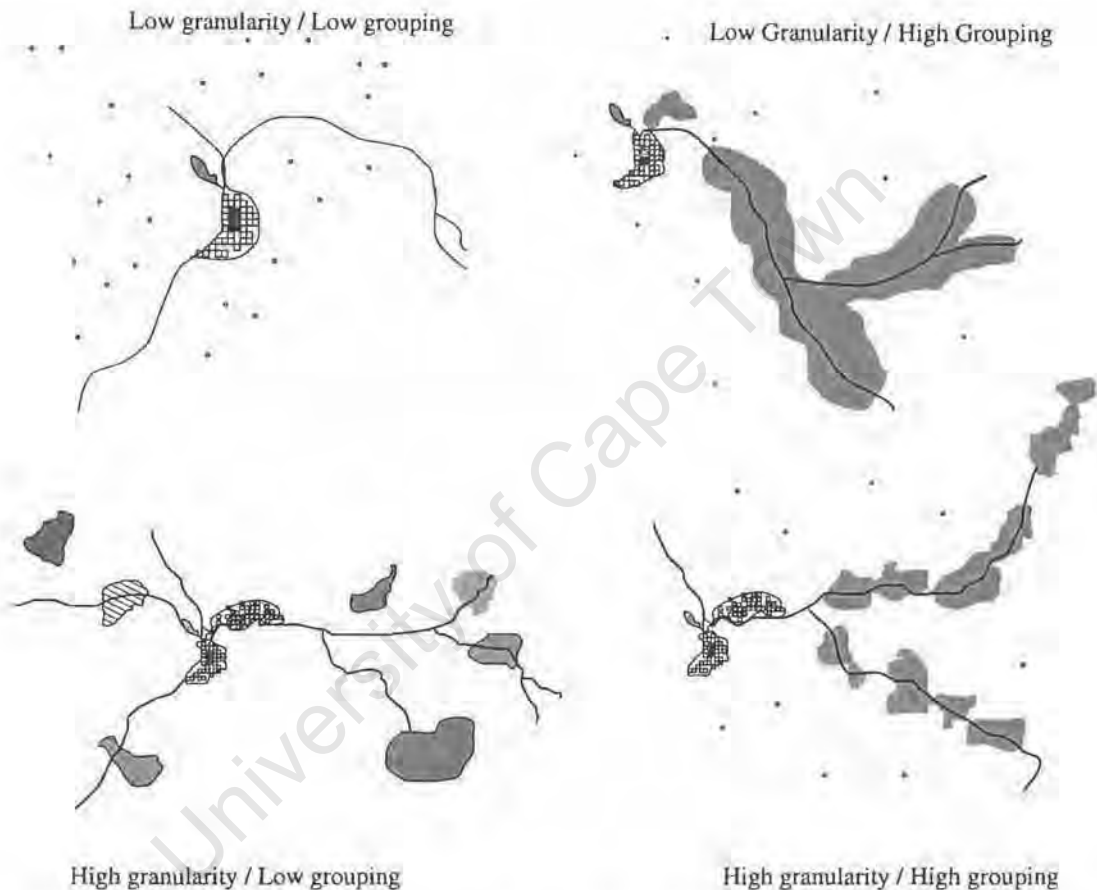 Low granularity / Low grouping
Low Granularity / High Grouping
University of Cape Town
High granularity / Low grouping
High granularity / High grouping